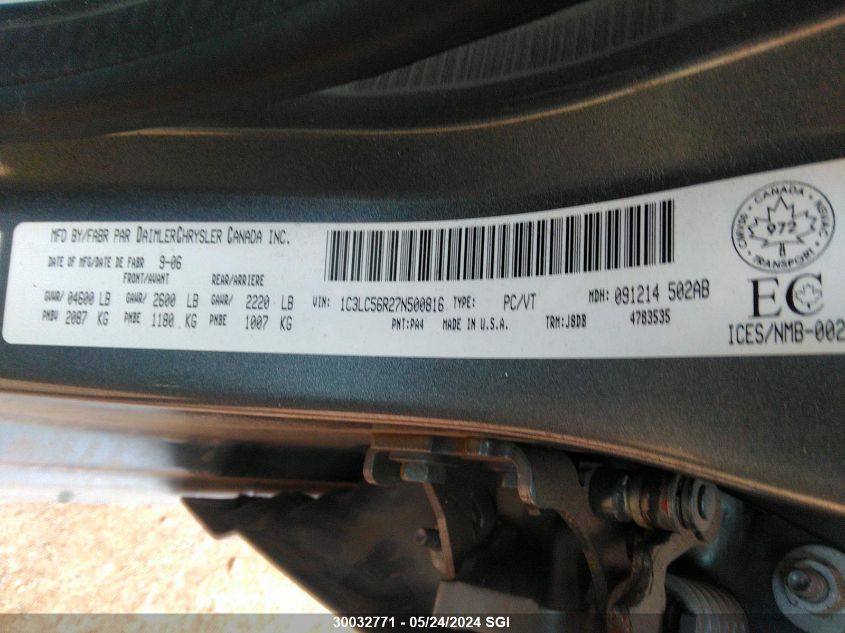 MFD BY/FABR PAR DAIMLERCHRYSLER CANADA INC.
DATE OF MFG/DATE DE FABR 9-06
FRONT/AVANT REAR/ARRIERE
GVWR/ 04600 LB GAWR/ 2600 LB GAWR/ 2220 LB
PNBV 2087 KG PNBE 1180 KG PNBE 1007 KG
VIN: 1C3LC56R27N500816 TYPE: PC/VT MDH: 091214 502AB
PNT:PA4 MADE IN U.S.A. TRM:J8DB 4783535
CANADA
972
TRANSPORT
EC
ICES/NMB-002
30032771 - 05/24/2024 SGI